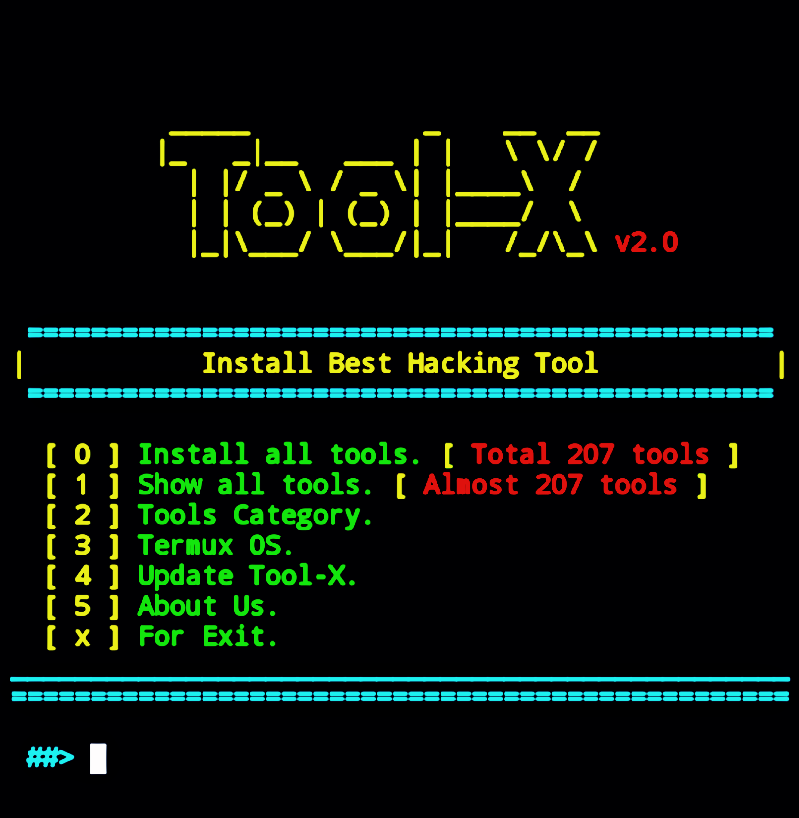 Tool-X v2.0
=================================================
| Install Best Hacking Tool |
=================================================
[ 0 ] Install all tools. [ Total 207 tools ]
[ 1 ] Show all tools. [ Almost 207 tools ]
[ 2 ] Tools Category.
[ 3 ] Termux OS.
[ 4 ] Update Tool-X.
[ 5 ] About Us.
[ x ] For Exit.
=================================================
##>